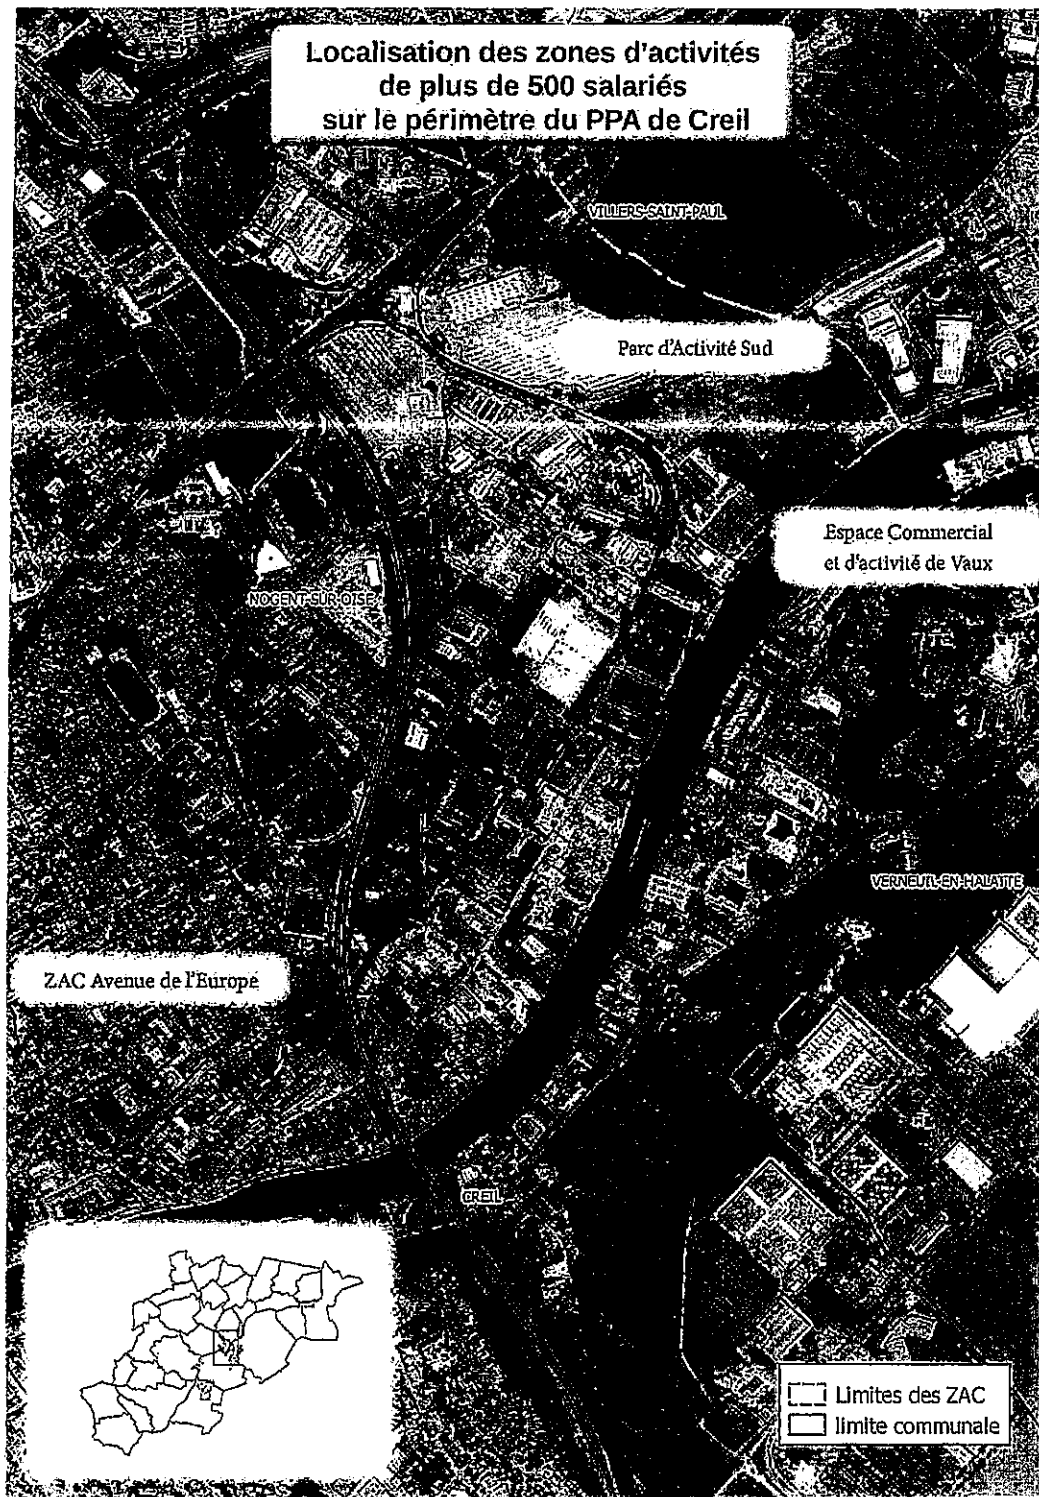 Localisation des zones d'activités
de plus de 500 salariés
sur le périmètre du PPA de Creil
VILLERS-SAINT-PAUL
Parc d'Activité Sud
Espace Commercial
et d'activité de Vaux
NOGENT-SUR-OISE
VERNEUIL-EN-HALATTE
ZAC Avenue de l'Europe
CREIL
Limites des ZAC
limite communale